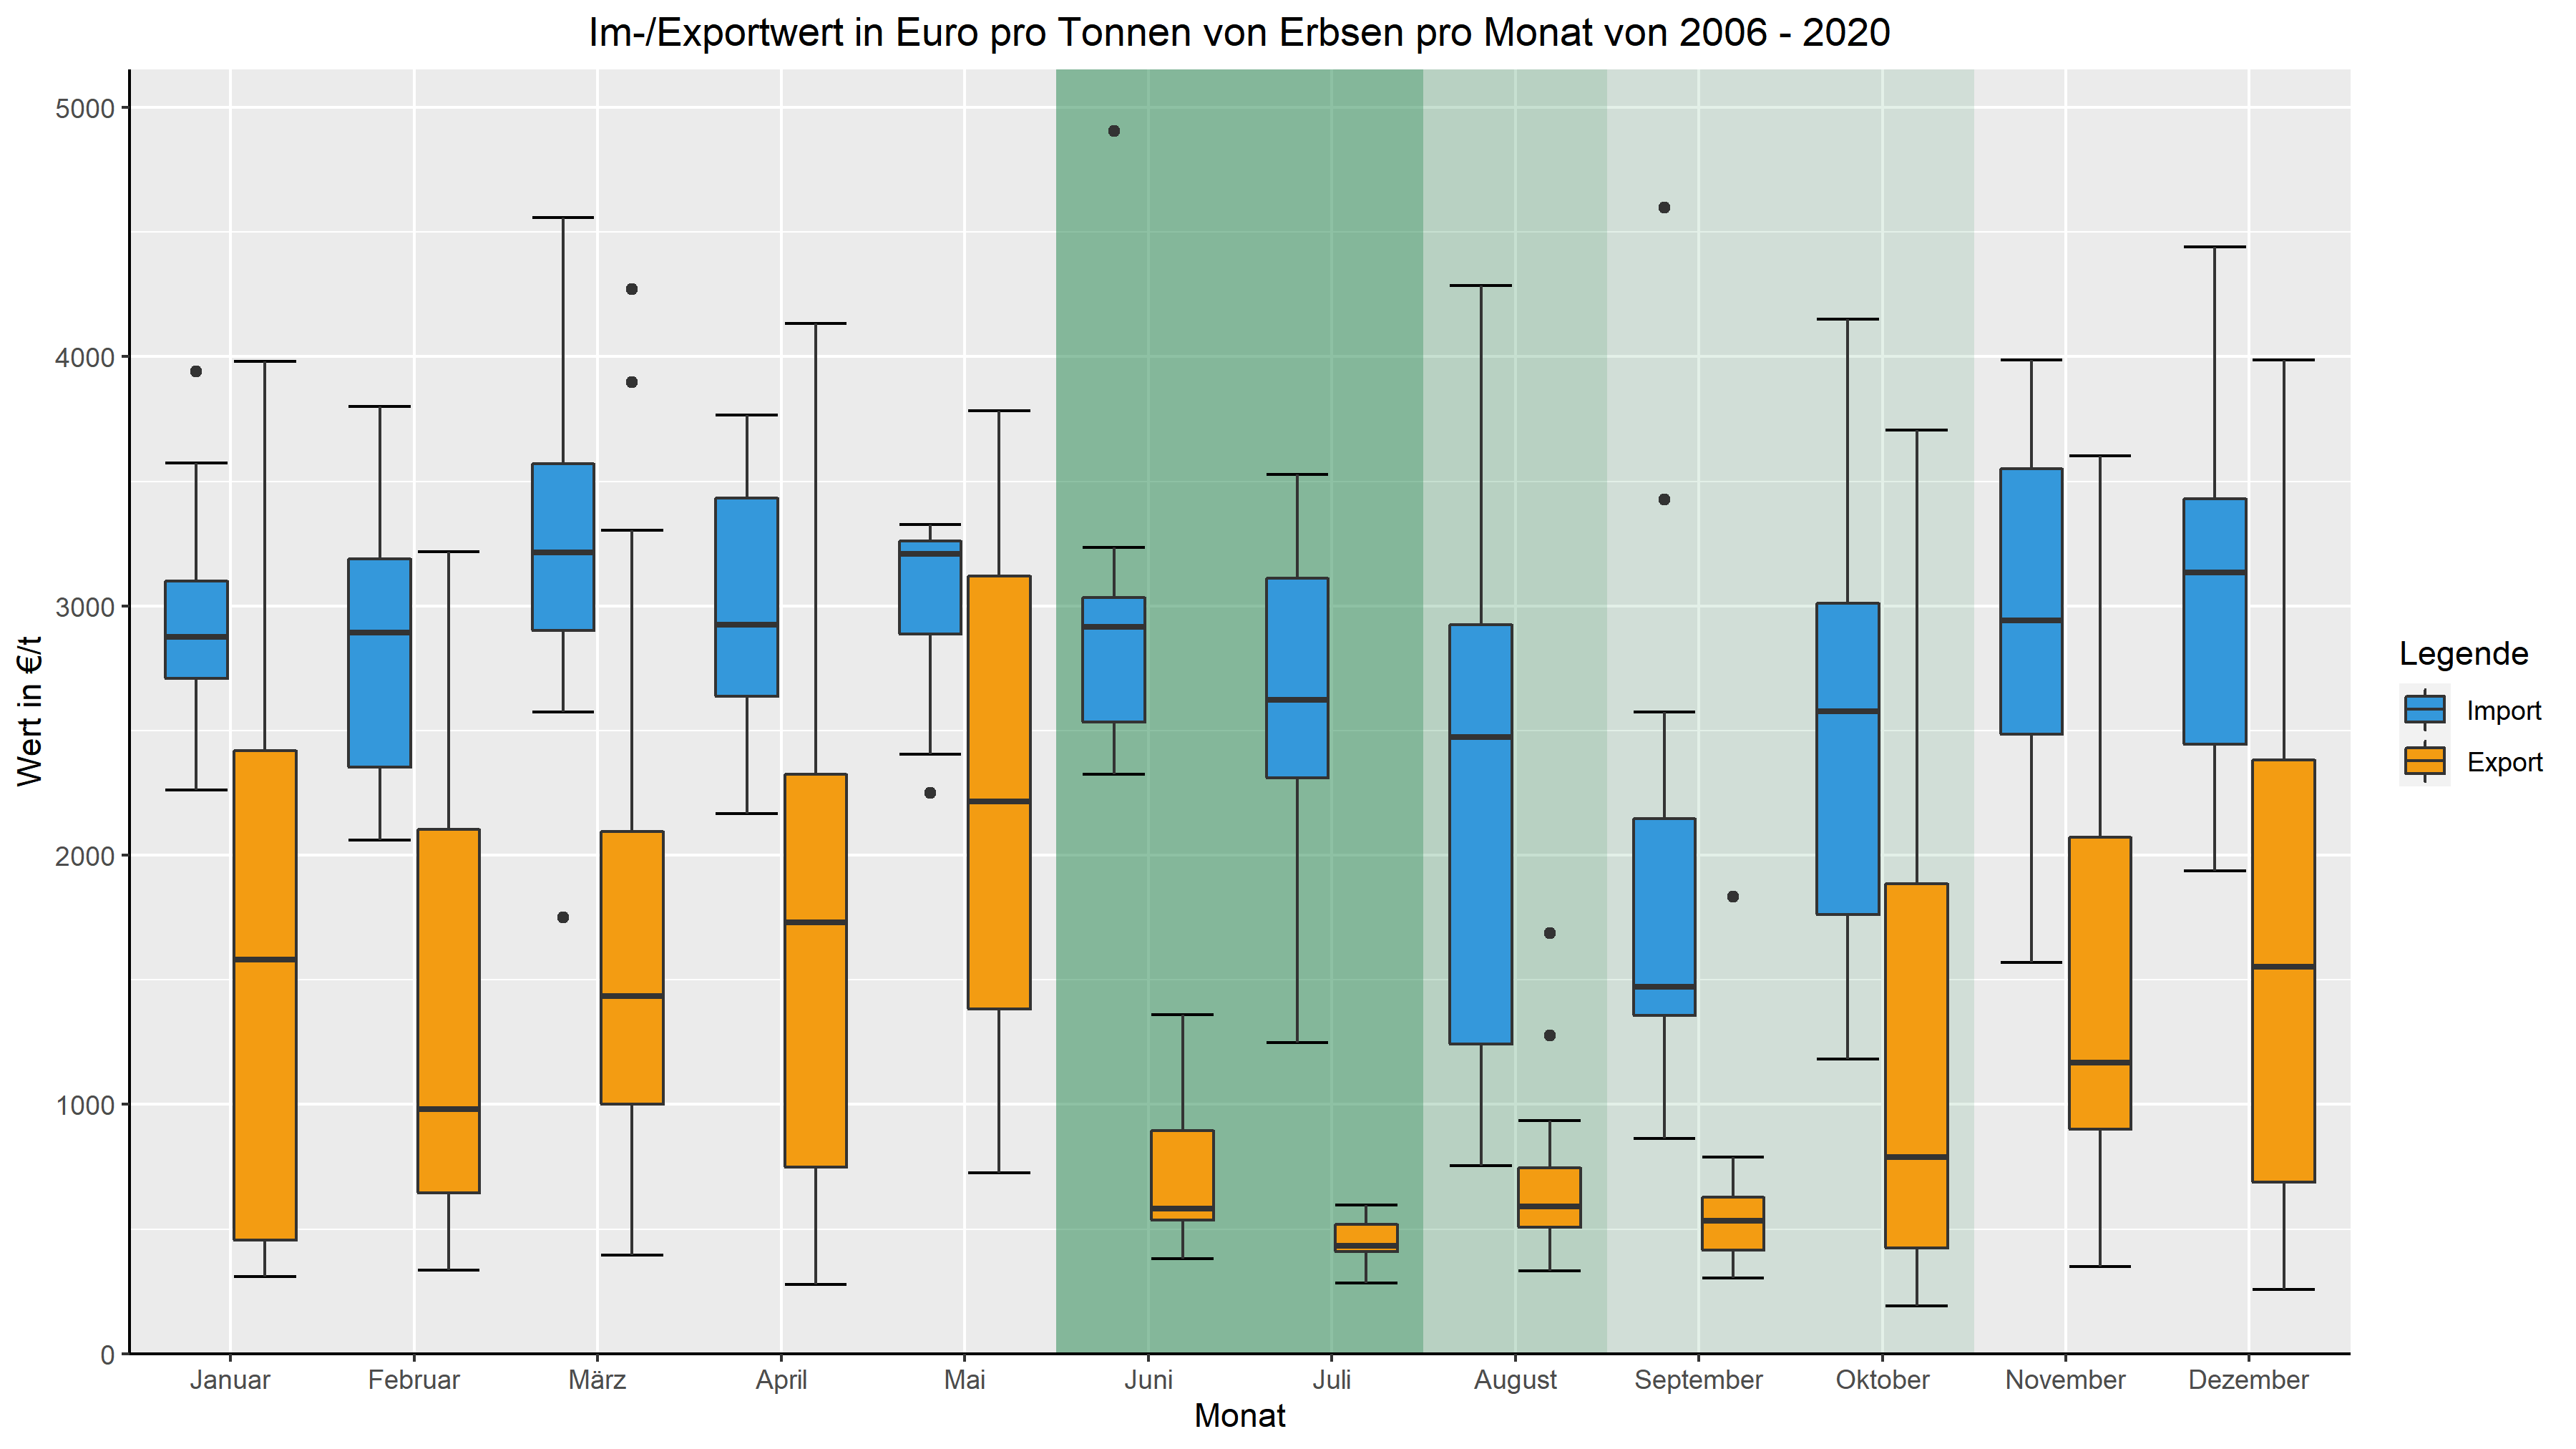 Im-/Exportwert in Euro pro Tonnen von Erbsen pro Monat von 2006 - 2020
Wert in €/t
5000
4000
3000
2000
1000
0
Januar Februar März April Mai Juni Juli August September Oktober November Dezember
Monat
Legende
Import
Export